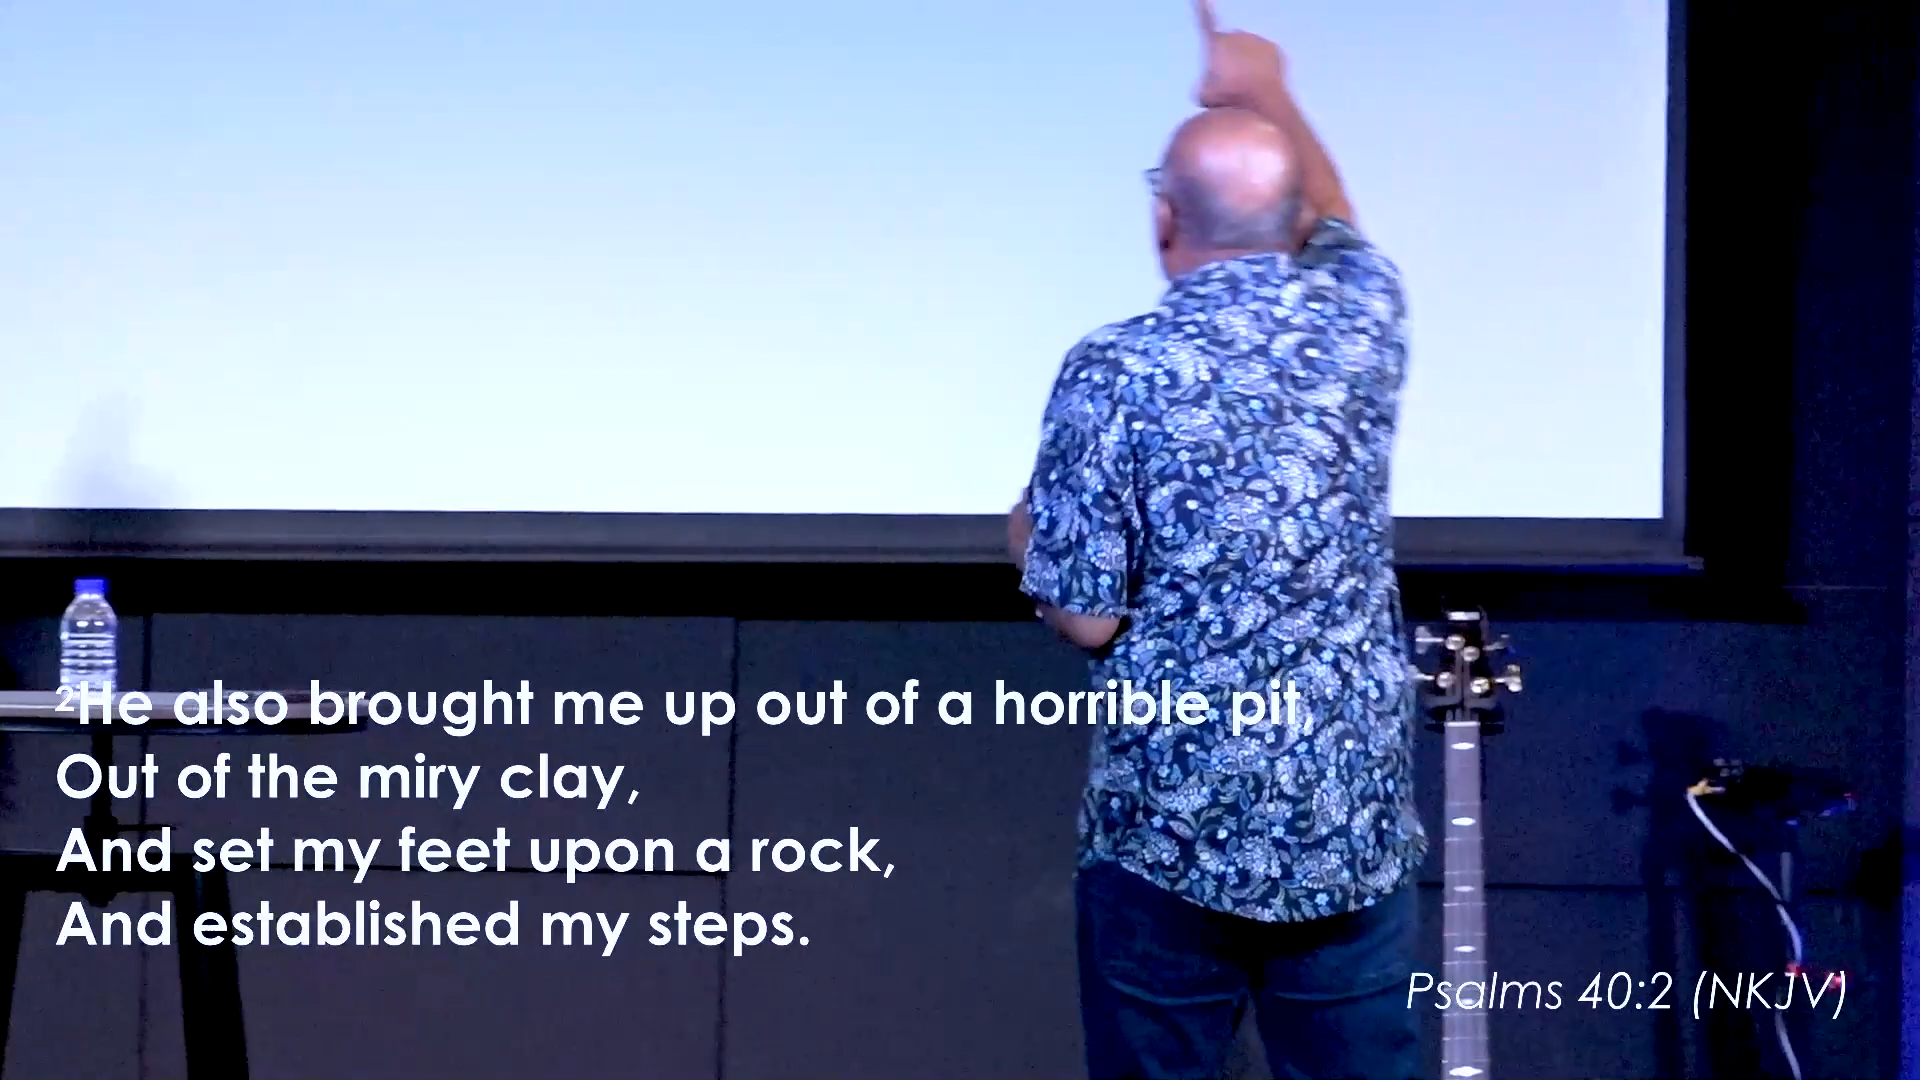 ²He also brought me up out of a horrible pit,
Out of the miry clay,
And set my feet upon a rock,
And established my steps.
Psalms 40:2 (NKJV)